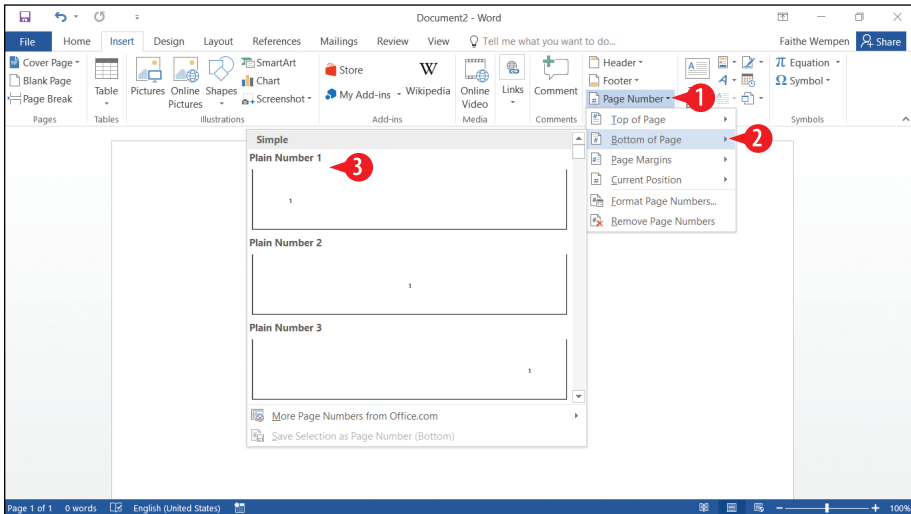 Document2 - Word
File Home Insert Design Layout References Mailings Review View Tell me what you want to do... Faithe Wempen Share
Cover Page
Blank Page
Page Break
Pages
Table
Tables
Pictures
Online Pictures
Shapes
SmartArt
Chart
Screenshot
Illustrations
Store
My Add-ins
W
Wikipedia
Add-ins
Online Video
Media
Links
Comment
Comments
Header
Footer
Page Number
1
A
A
π Equation
Ω Symbol
Symbols
Top of Page
Bottom of Page
2
Page Margins
Current Position
Format Page Numbers...
Remove Page Numbers
Simple
Plain Number 1
3
1
Plain Number 2
1
Plain Number 3
1
More Page Numbers from Office.com
Save Selection as Page Number (Bottom)
Page 1 of 1 0 words English (United States) 100%